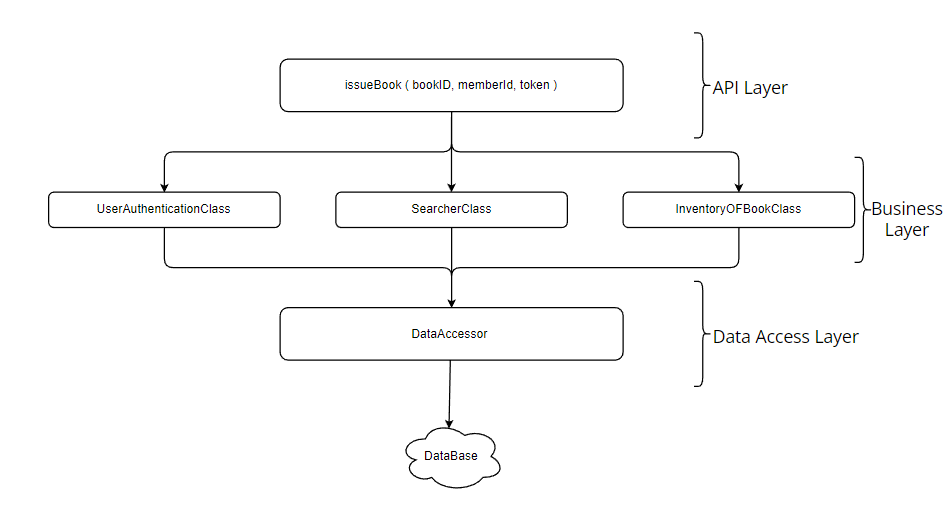 issueBook ( bookID, memberId, token )
API Layer
UserAuthenticationClass
SearcherClass
InventoryOFBookClass
Business
Layer
DataAccessor
Data Access Layer
DataBase